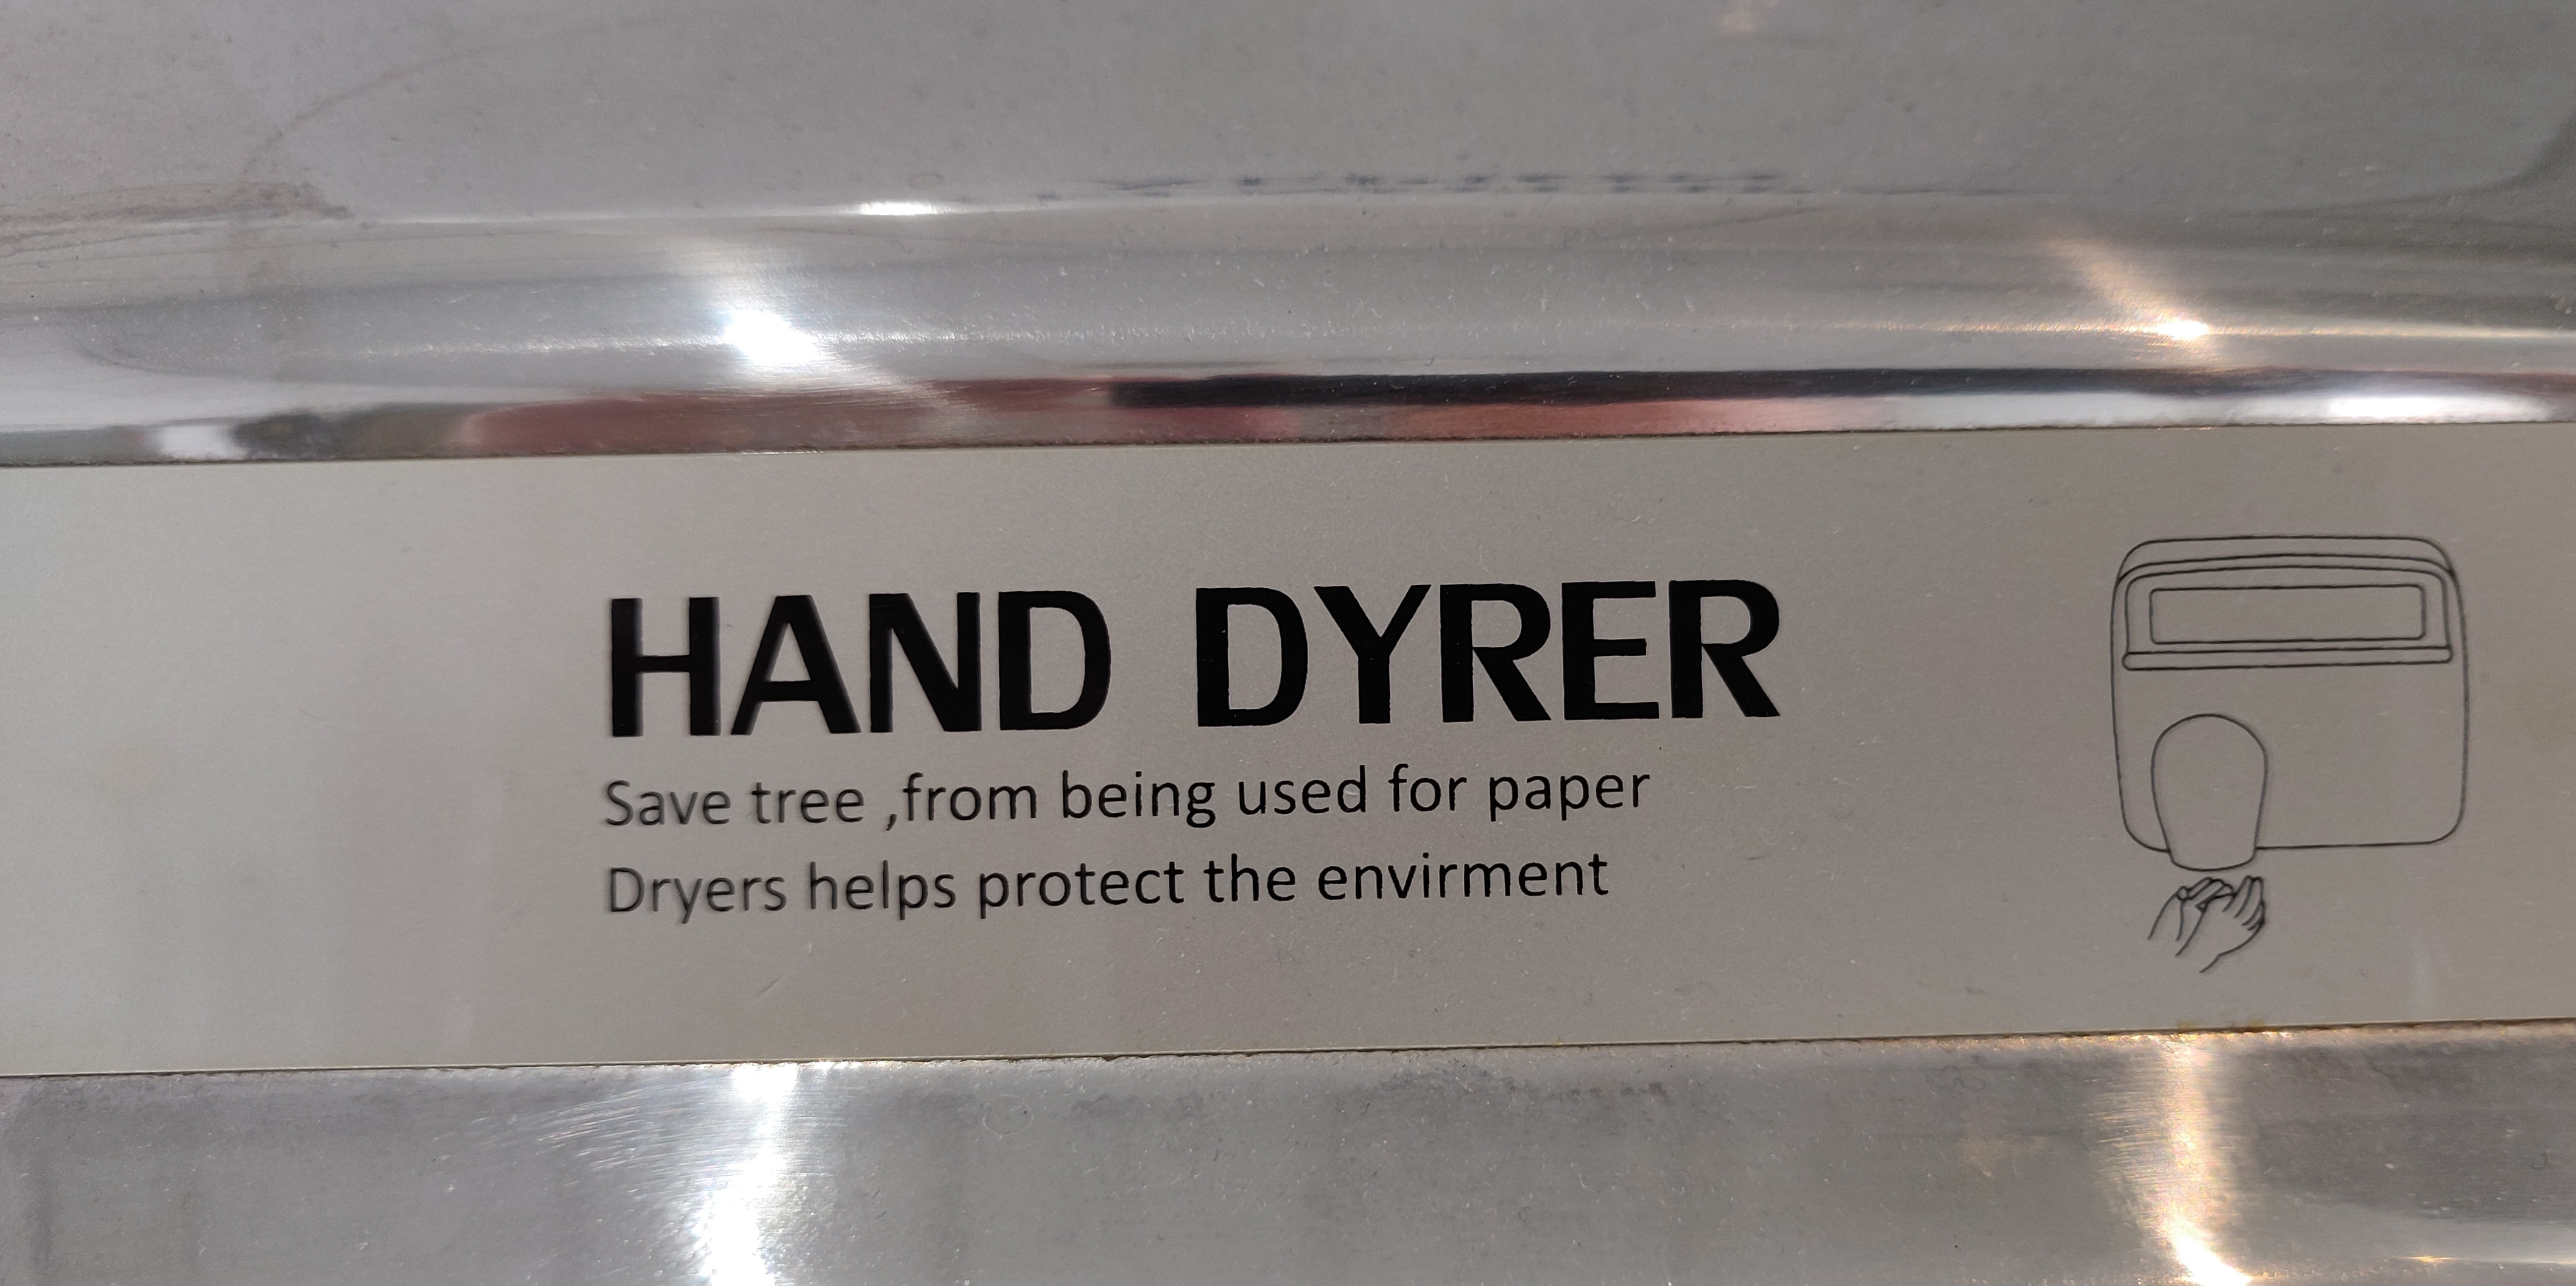 HAND DYRER
Save tree ,from being used for paper
Dryers helps protect the envirment